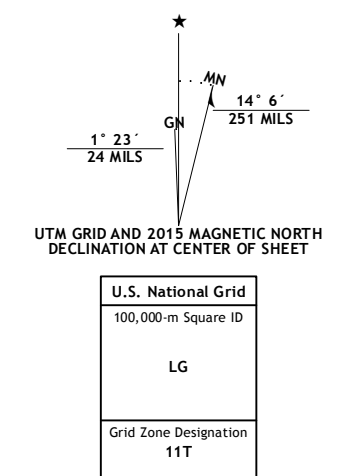 MN
14° 6´
251 MILS
GN
1° 23´
24 MILS
UTM GRID AND 2015 MAGNETIC NORTH
DECLINATION AT CENTER OF SHEET
U.S. National Grid
100,000-m Square ID
LG
Grid Zone Designation
11T